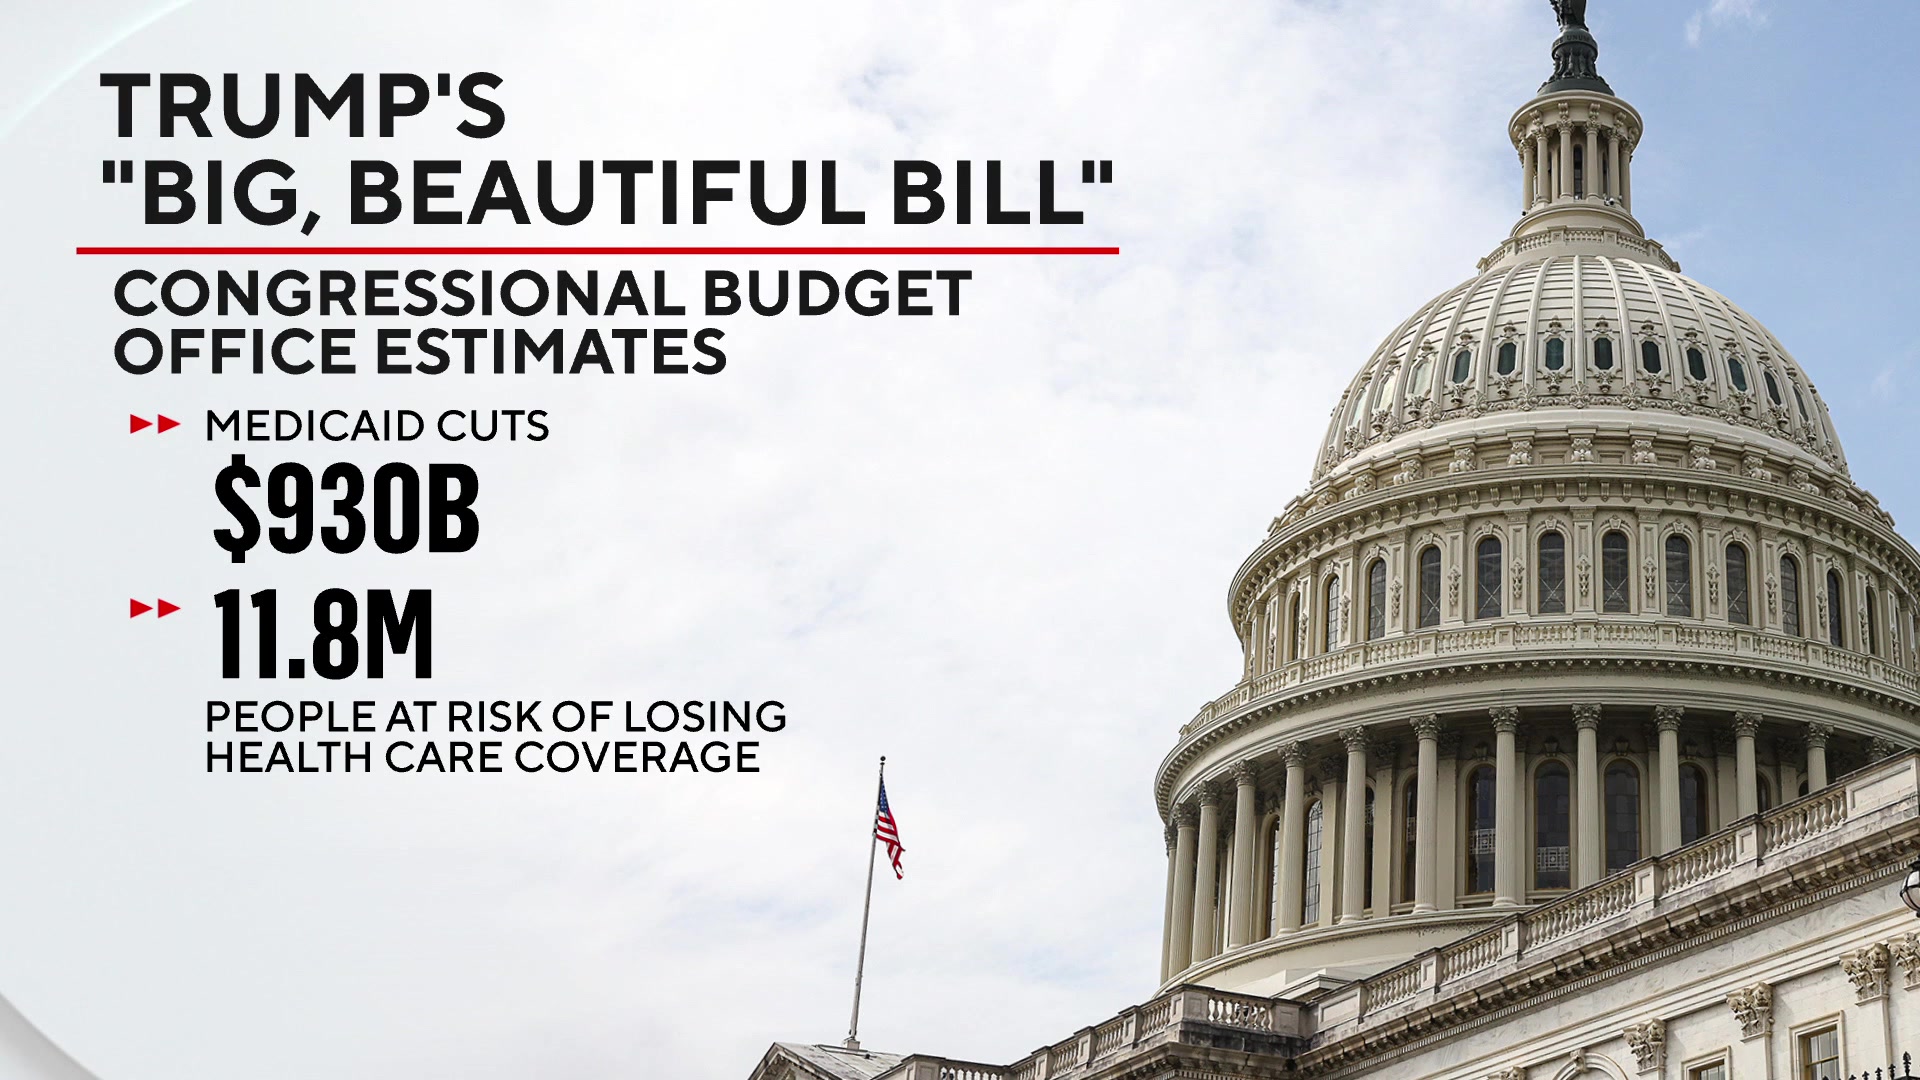 TRUMP'S
"BIG, BEAUTIFUL BILL"
CONGRESSIONAL BUDGET
OFFICE ESTIMATES
MEDICAID CUTS
$930B
11.8M
PEOPLE AT RISK OF LOSING
HEALTH CARE COVERAGE